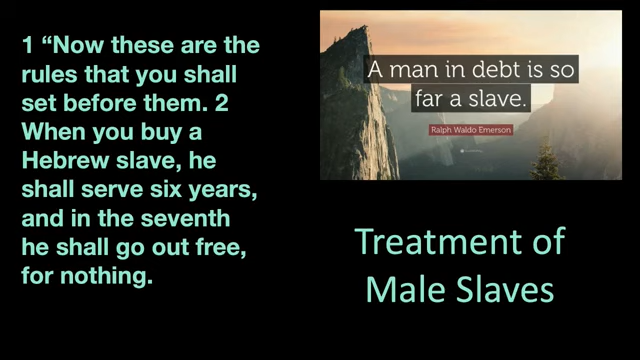 1 “Now these are the
rules that you shall
set before them. 2
When you buy a
Hebrew slave, he
shall serve six years,
and in the seventh
he shall go out free,
for nothing.
A man in debt is so
far a slave.
Ralph Waldo Emerson
Treatment of
Male Slaves